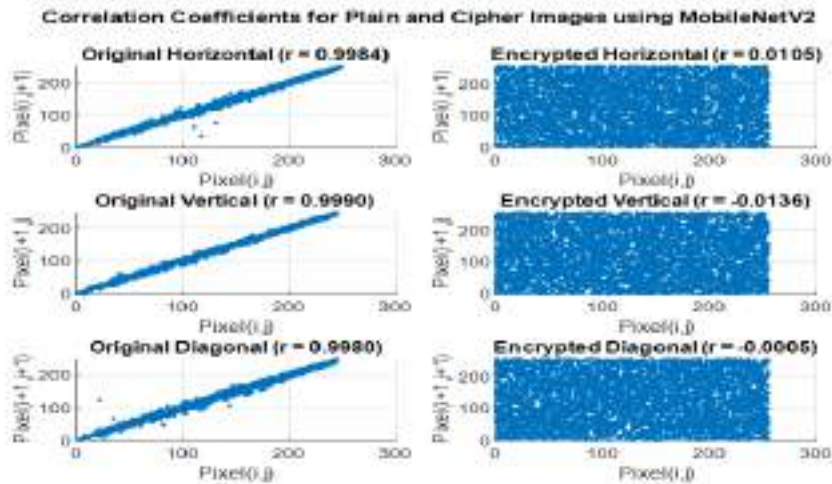 Correlation Coefficients for Plain and Cipher Images using MobileNetV2
Original Horizontal (r = 0.9984)
Pixel(i,j+1)
200
100
0
0 100 200 300
Pixel(i,j)
Encrypted Horizontal (r = 0.0105)
200
100
0
0 100 200 300
Pixel(i,j)
Original Vertical (r = 0.9990)
Pixel(i+1,j)
200
100
0
0 100 200 300
Pixel(i,j)
Encrypted Vertical (r = -0.0136)
Pixel(i+1,j)
200
100
0
0 100 200 300
Pixel(i,j)
Original Diagonal (r = 0.9980)
Pixel(i+1,j+1)
200
100
0
0 100 200 300
Pixel(i,j)
Encrypted Diagonal (r = -0.0005)
Pixel(i+1,j+1)
200
100
0
0 100 200 300
Pixel(i,j)